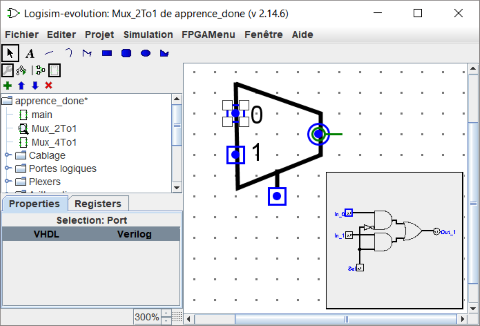 Logisim-evolution: Mux_2To1 de apprence_done (v 2.14.6)
Fichier Editer Projet Simulation FPGAMenu Fenêtre Aide
A
apprence_done*
main
Mux_2To1
Mux_4To1
Cablage
Portes logiques
Plexers
Properties Registers
Selection: Port
VHDL Verilog
300%
0
1
In_0
In_1
Sel
Out_1